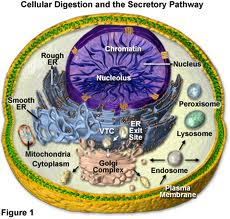 Cellular Digestion and the Secretory Pathway
Rough
ER
Chromatin
Nucleus
Nucleolus
Smooth
ER
Peroxisome
VTC
ER
Exit
Site
Lysosome
Mitochondria
Cytoplasm
Golgi
Complex
Endosome
Plasma
Membrane
Figure 1